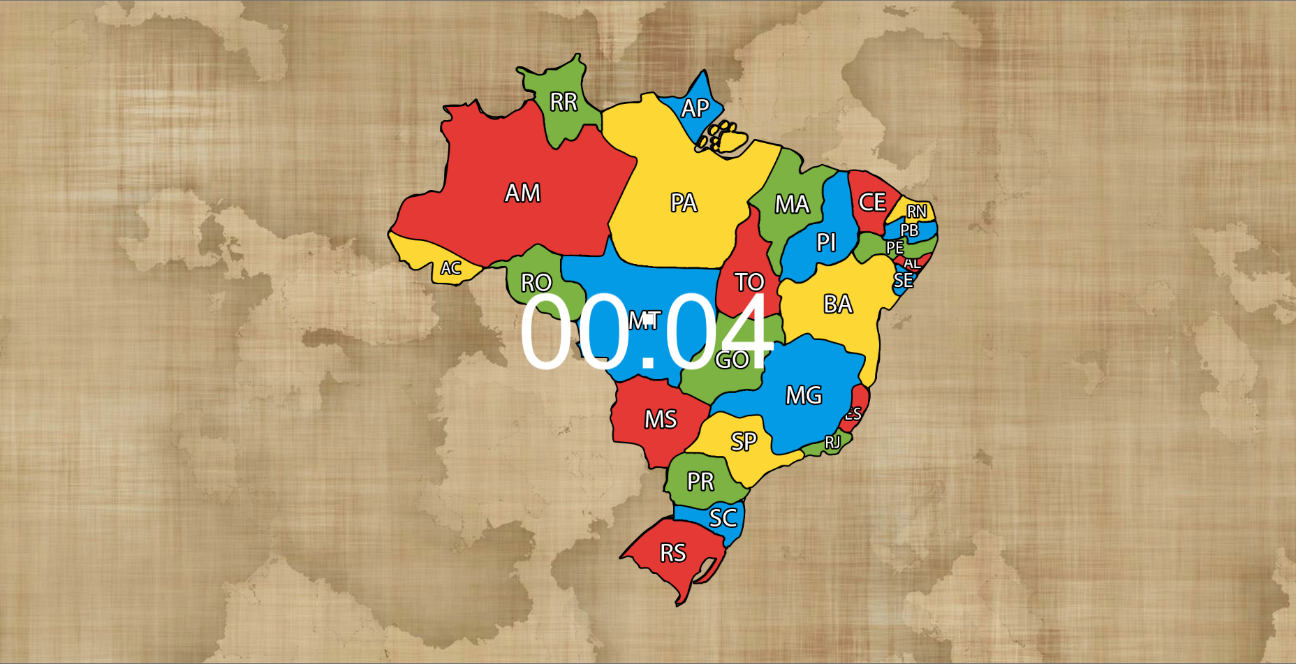 RR
AP
AM
PA
MA
CE
RN
PB
PI
PE
AL
AC
RO
TO
SE
BA
MT
00.04
GO
MG
MS
ES
SP
RJ
PR
SC
RS